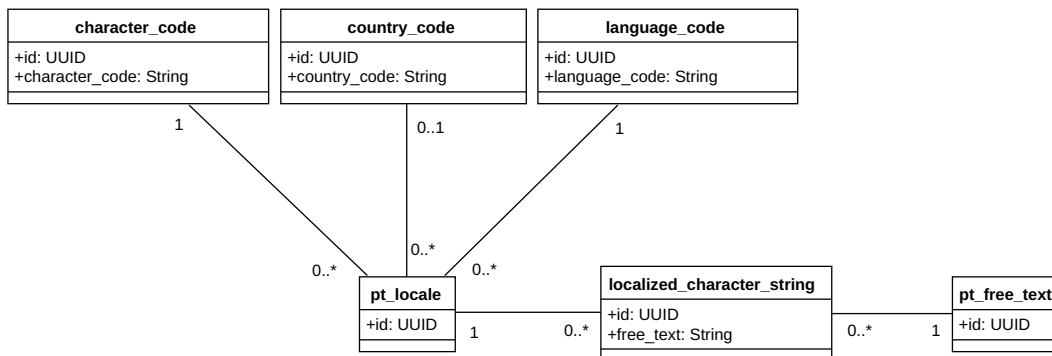 character_code
+id: UUID
+character_code: String
country_code
+id: UUID
+country_code: String
language_code
+id: UUID
+language_code: String
1
0..1
1
0..*
0..*
0..*
pt_locale
+id: UUID
1
0..*
localized_character_string
+id: UUID
+free_text: String
0..*
1
pt_free_text
+id: UUID